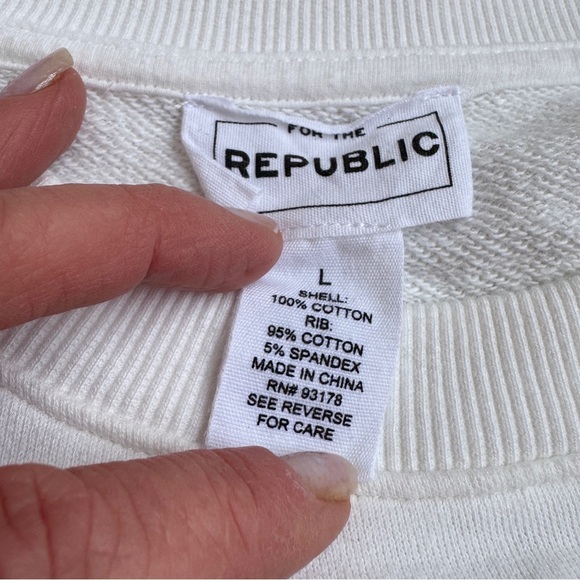 FOR THE
REPUBLIC
L
SHELL:
100% COTTON
RIB:
95% COTTON
5% SPANDEX
MADE IN CHINA
RN# 93178
SEE REVERSE
FOR CARE